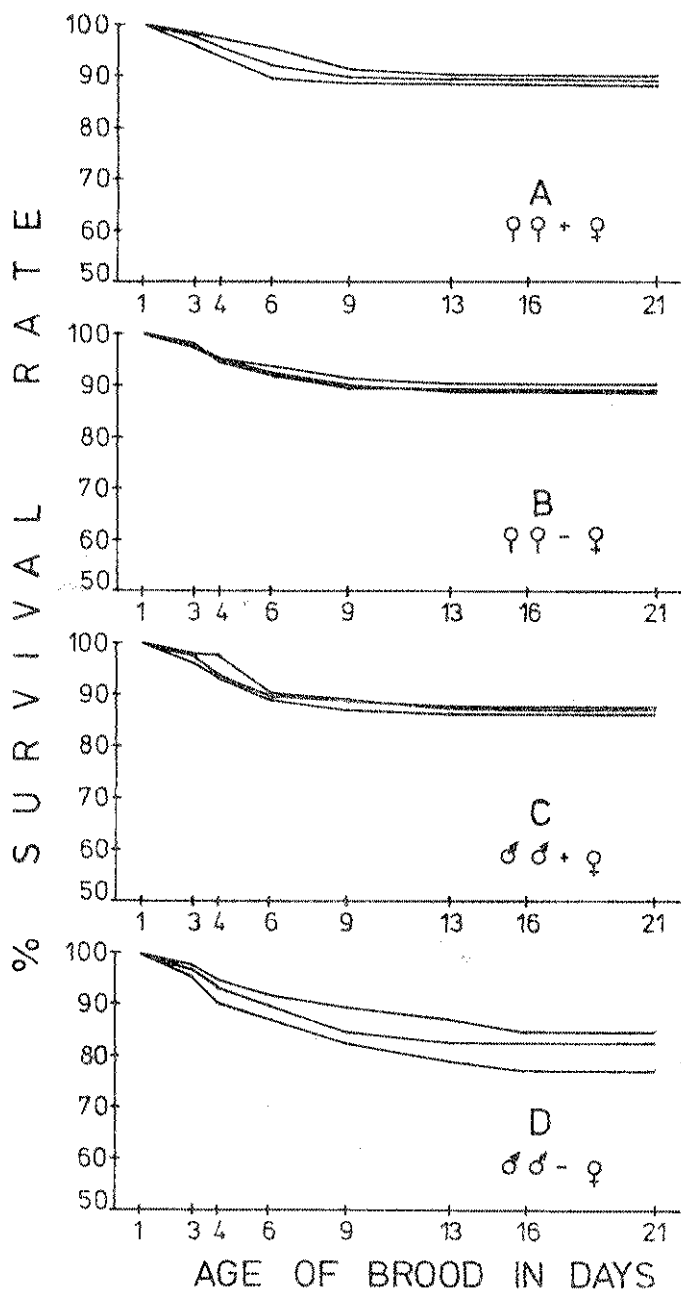 % SURVIVAL RATE
100
90
80
70
60
50
A
⚲ ⚲ + ♀
1 3 4 6 9 13 16 21
100
90
80
70
60
50
B
⚲ ⚲ - ♀
1 3 4 6 9 13 16 21
100
90
80
70
60
50
C
♂ ♂ + ♀
1 3 4 6 9 13 16 21
100
90
80
70
60
50
D
♂ ♂ - ♀
1 3 4 6 9 13 16 21
AGE OF BROOD IN DAYS